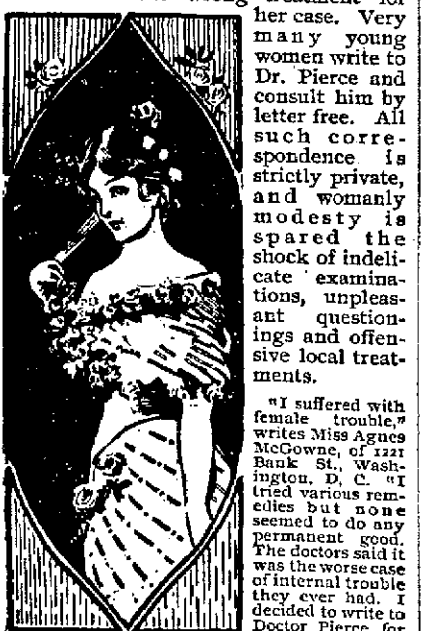 treatment for
her case. Very
many young
women write to
Dr. Pierce and
consult him by
letter free. All
such corre-
spondence is
strictly private,
and womanly
modesty is
spared the
shock of indeli-
cate examina-
tions, unpleas-
ant question-
ings and offen-
sive local treat-
ments.
"I suffered with
female trouble,"
writes Miss Agnes
McGowne, of 1221
Bank St., Wash-
ington, D. C. "I
tried various rem-
edies but none
seemed to do any
permanent good.
The doctors said it
was the worse case
of internal trouble
they ever had. I
decided to write to
Doctor Pierce for